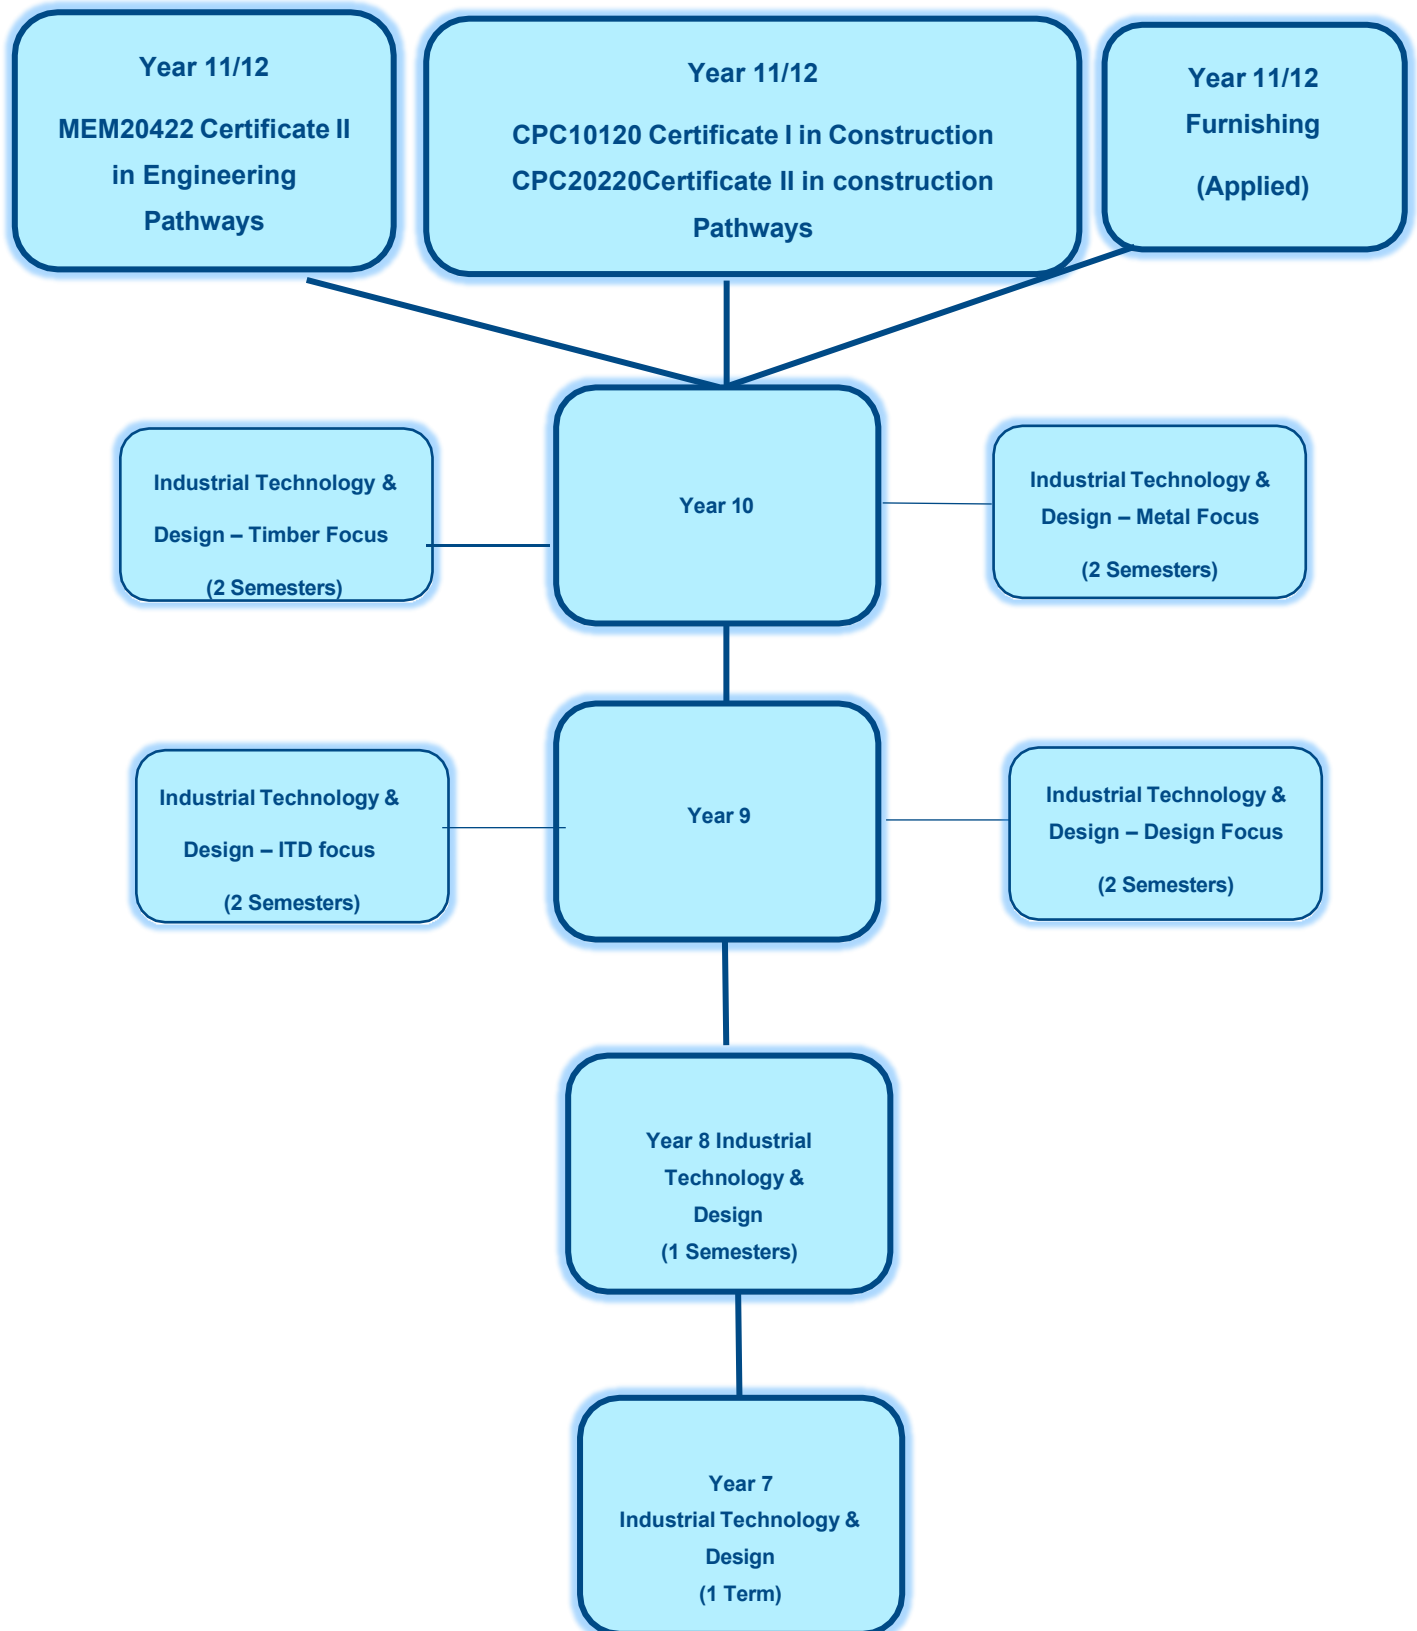 Year 11/12
MEM20422 Certificate II
in Engineering
Pathways
Year 11/12
CPC10120 Certificate I in Construction
CPC20220Certificate II in construction
Pathways
Year 11/12
Furnishing
(Applied)
Industrial Technology &
Design – Timber Focus
(2 Semesters)
Year 10
Industrial Technology &
Design – Metal Focus
(2 Semesters)
Industrial Technology &
Design – ITD focus
(2 Semesters)
Year 9
Industrial Technology &
Design – Design Focus
(2 Semesters)
Year 8 Industrial
Technology &
Design
(1 Semesters)
Year 7
Industrial Technology &
Design
(1 Term)